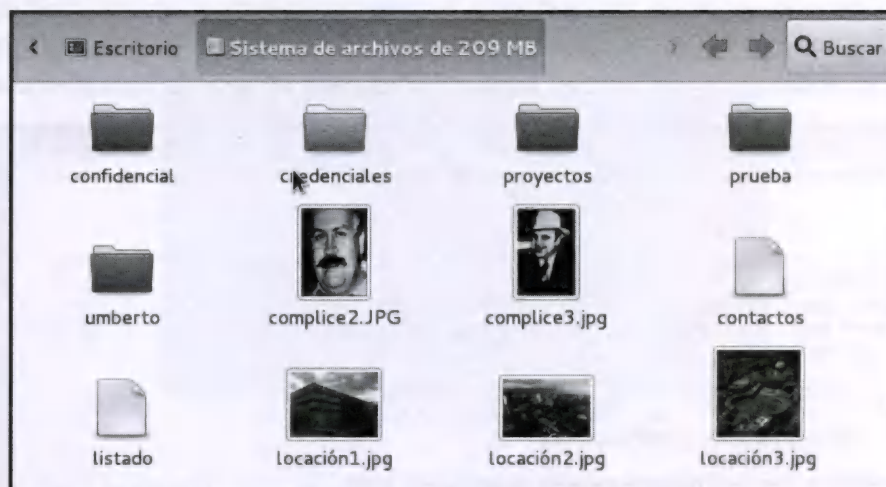 Escritorio Sistema de archivos de 209 MB Buscar
confidencial credenciales proyectos prueba
umberto complice2.JPG complice3.jpg contactos
listado locación1.jpg locación2.jpg locación3.jpg